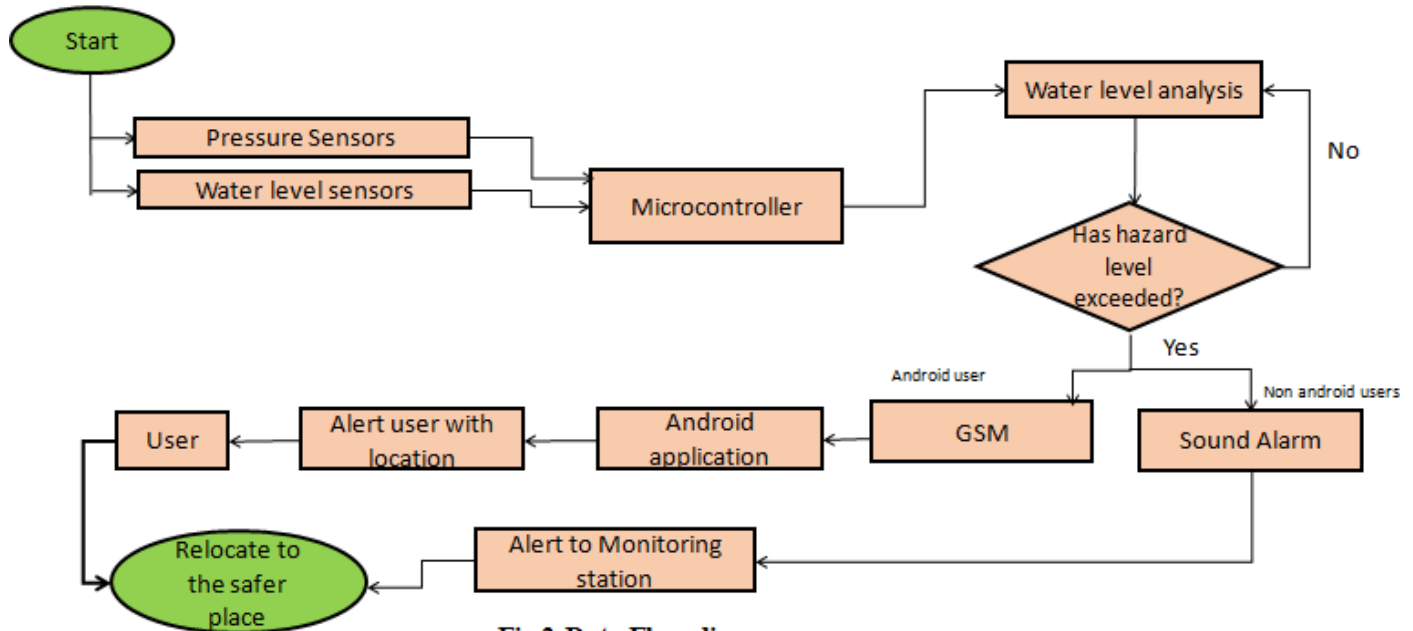 Start
Pressure Sensors
Water level sensors
Microcontroller
Water level analysis
No
Has hazard
level
exceeded?
Yes
Android user
Non android users
GSM
Sound Alarm
Android
application
Alert user with
location
User
Alert to Monitoring
station
Relocate to
the safer
place